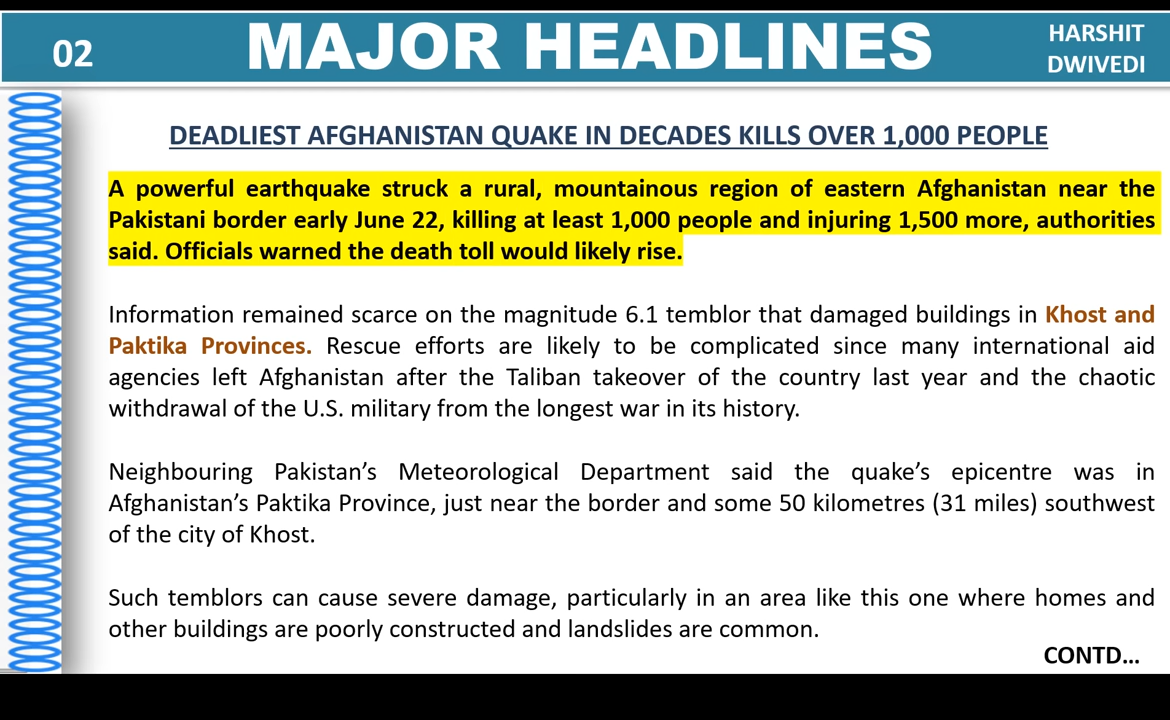 02
MAJOR HEADLINES
HARSHIT
DWIVEDI
DEADLIEST AFGHANISTAN QUAKE IN DECADES KILLS OVER 1,000 PEOPLE
A powerful earthquake struck a rural, mountainous region of eastern Afghanistan near the
Pakistani border early June 22, killing at least 1,000 people and injuring 1,500 more, authorities
said. Officials warned the death toll would likely rise.
Information remained scarce on the magnitude 6.1 temblor that damaged buildings in Khost and
Paktika Provinces. Rescue efforts are likely to be complicated since many international aid
agencies left Afghanistan after the Taliban takeover of the country last year and the chaotic
withdrawal of the U.S. military from the longest war in its history.
Neighbouring Pakistan’s Meteorological Department said the quake’s epicentre was in
Afghanistan’s Paktika Province, just near the border and some 50 kilometres (31 miles) southwest
of the city of Khost.
Such temblors can cause severe damage, particularly in an area like this one where homes and
other buildings are poorly constructed and landslides are common.
CONTD...